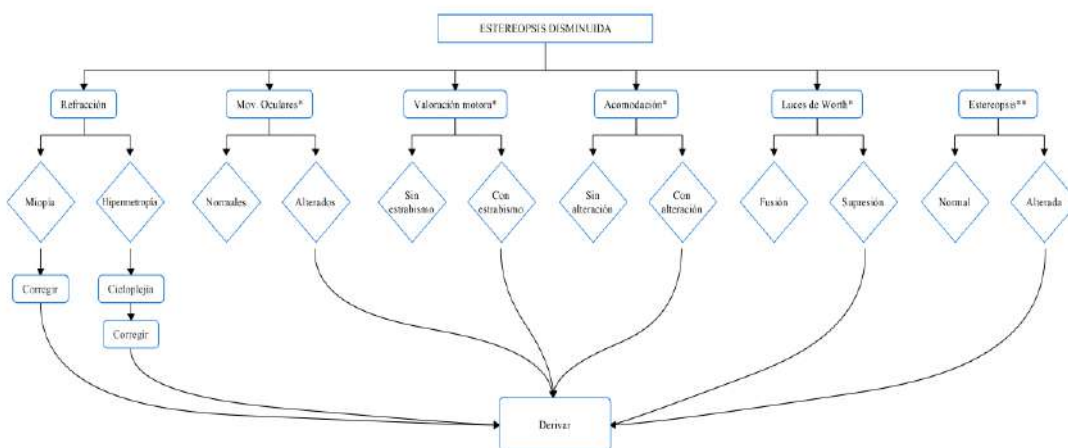 ESTEREOPSIS DISMINUIDA
Refracción
Mov. Oculares*
Valoración motora*
Acomodación*
Luces de Worth*
Estereopsis**
Miopía
Hipermetropía
Normales
Alterados
Sin
estrabismo
Con
estrabismo
Sin
alteración
Con
alteración
Fusión
Supresión
Normal
Alterada
Corregir
Cicloplejía
Corregir
Derivar